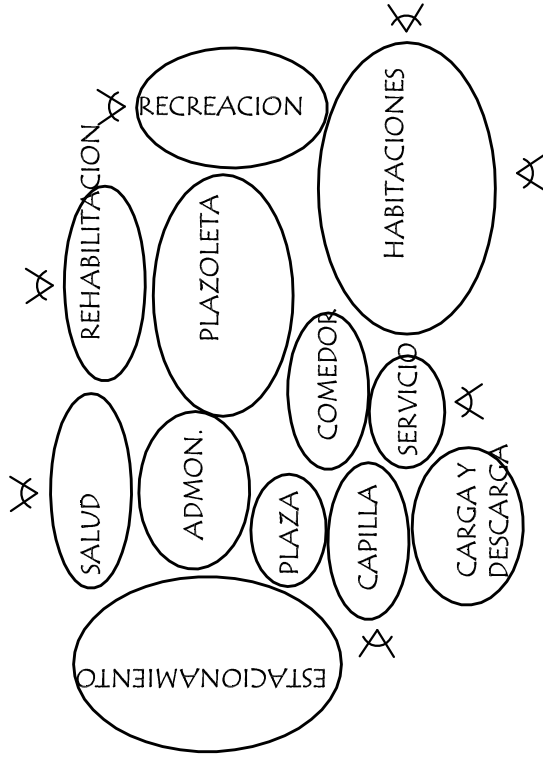 RECREACION
HABITACIONES
REHABILITACION
PLAZOLETA
COMEDOR
SERVICIO
SALUD
ADMON.
PLAZA
CAPILLA
CARGA Y
DESCARGA
ESTACIONAMIENTO